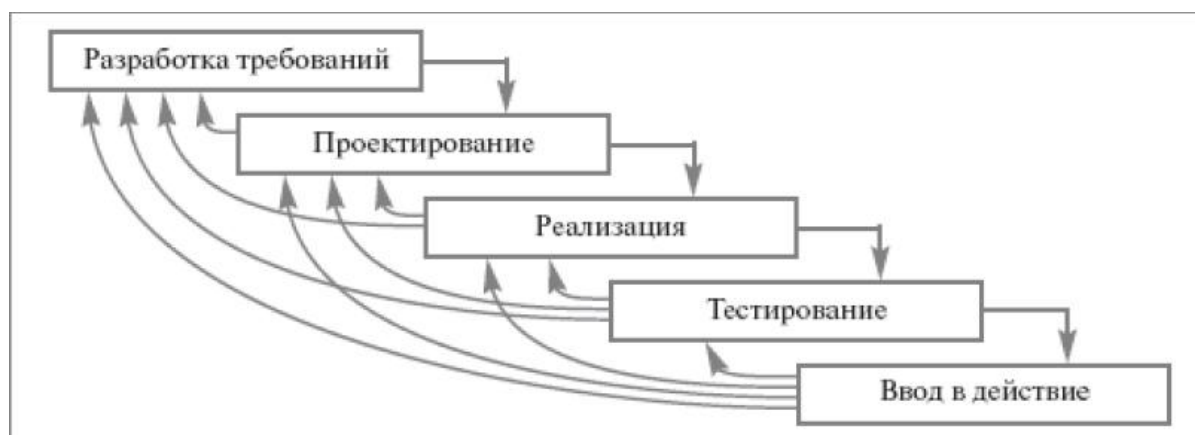 Разработка требований
Проектирование
Реализация
Тестирование
Ввод в действие